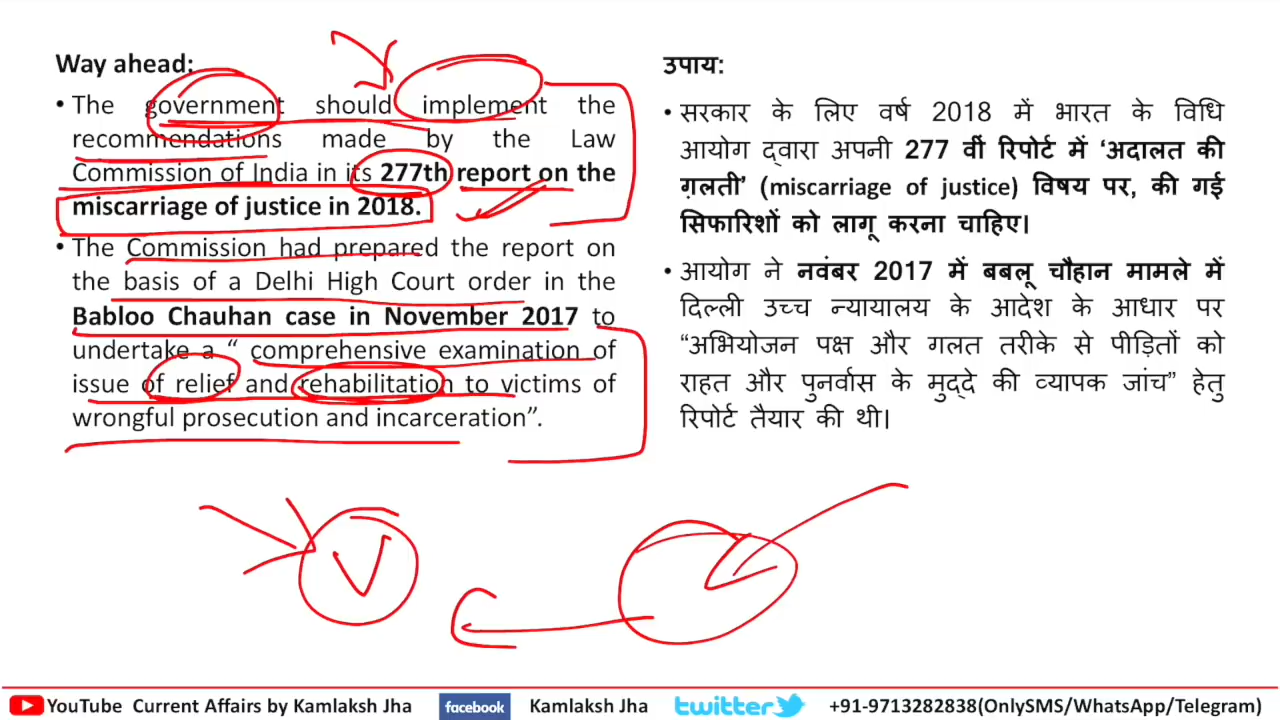 Way ahead:
• The government should implement the
recommendations made by the Law
Commission of India in its 277th report on the
miscarriage of justice in 2018.
• The Commission had prepared the report on
the basis of a Delhi High Court order in the
Babloo Chauhan case in November 2017 to
undertake a “ comprehensive examination of
issue of relief and rehabilitation to victims of
wrongful prosecution and incarceration”.
उपाय:
• सरकार के लिए वर्ष 2018 में भारत के विधि
आयोग द्वारा अपनी 277 वीं रिपोर्ट में ‘अदालत की
ग़लती’ (miscarriage of justice) विषय पर, की गई
सिफारिशों को लागू करना चाहिए।
• आयोग ने नवंबर 2017 में बबलू चौहान मामले में
दिल्ली उच्च न्यायालय के आदेश के आधार पर
“अभियोजन पक्ष और गलत तरीके से पीड़ितों को
राहत और पुनर्वास के मुद्दे की व्यापक जांच” हेतु
रिपोर्ट तैयार की थी।
V
YouTube Current Affairs by Kamlaksh Jha facebook Kamlaksh Jha twitter +91-9713282838(OnlySMS/WhatsApp/Telegram)